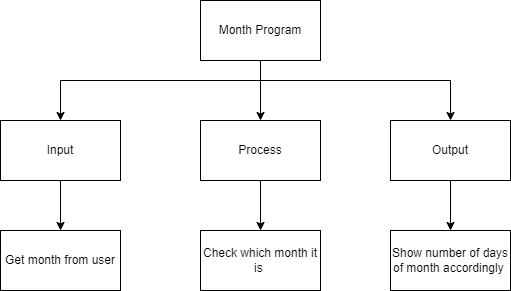 Month Program
Input
Process
Output
Get month from user
Check which month it
is
Show number of days
of month accordingly